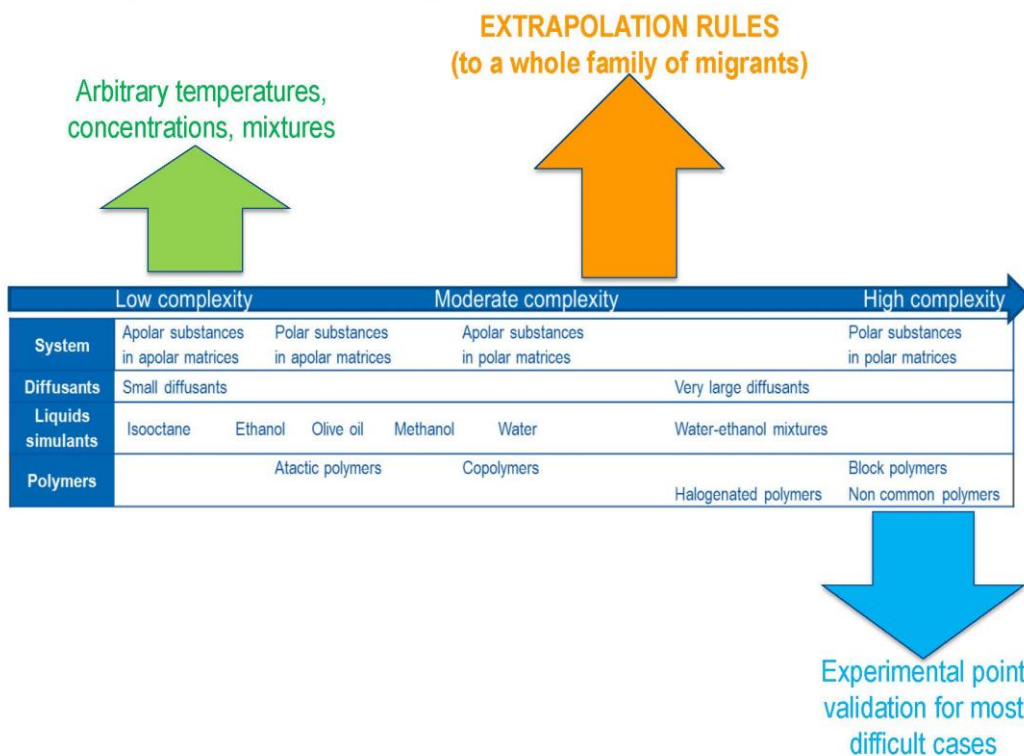 EXTRAPOLATION RULES
(to a whole family of migrants)
Arbitrary temperatures,
concentrations, mixtures
Low complexity Moderate complexity High complexity
System
Apolar substances
in apolar matrices
Polar substances
in apolar matrices
Apolar substances
in polar matrices
Polar substances
in polar matrices
Diffusants
Small diffusants
Very large diffusants
Liquids
simulants
Isooctane Ethanol Olive oil Methanol Water Water-ethanol mixtures
Polymers
Atactic polymers
Copolymers
Halogenated polymers
Block polymers
Non common polymers
Experimental point
validation for most
difficult cases